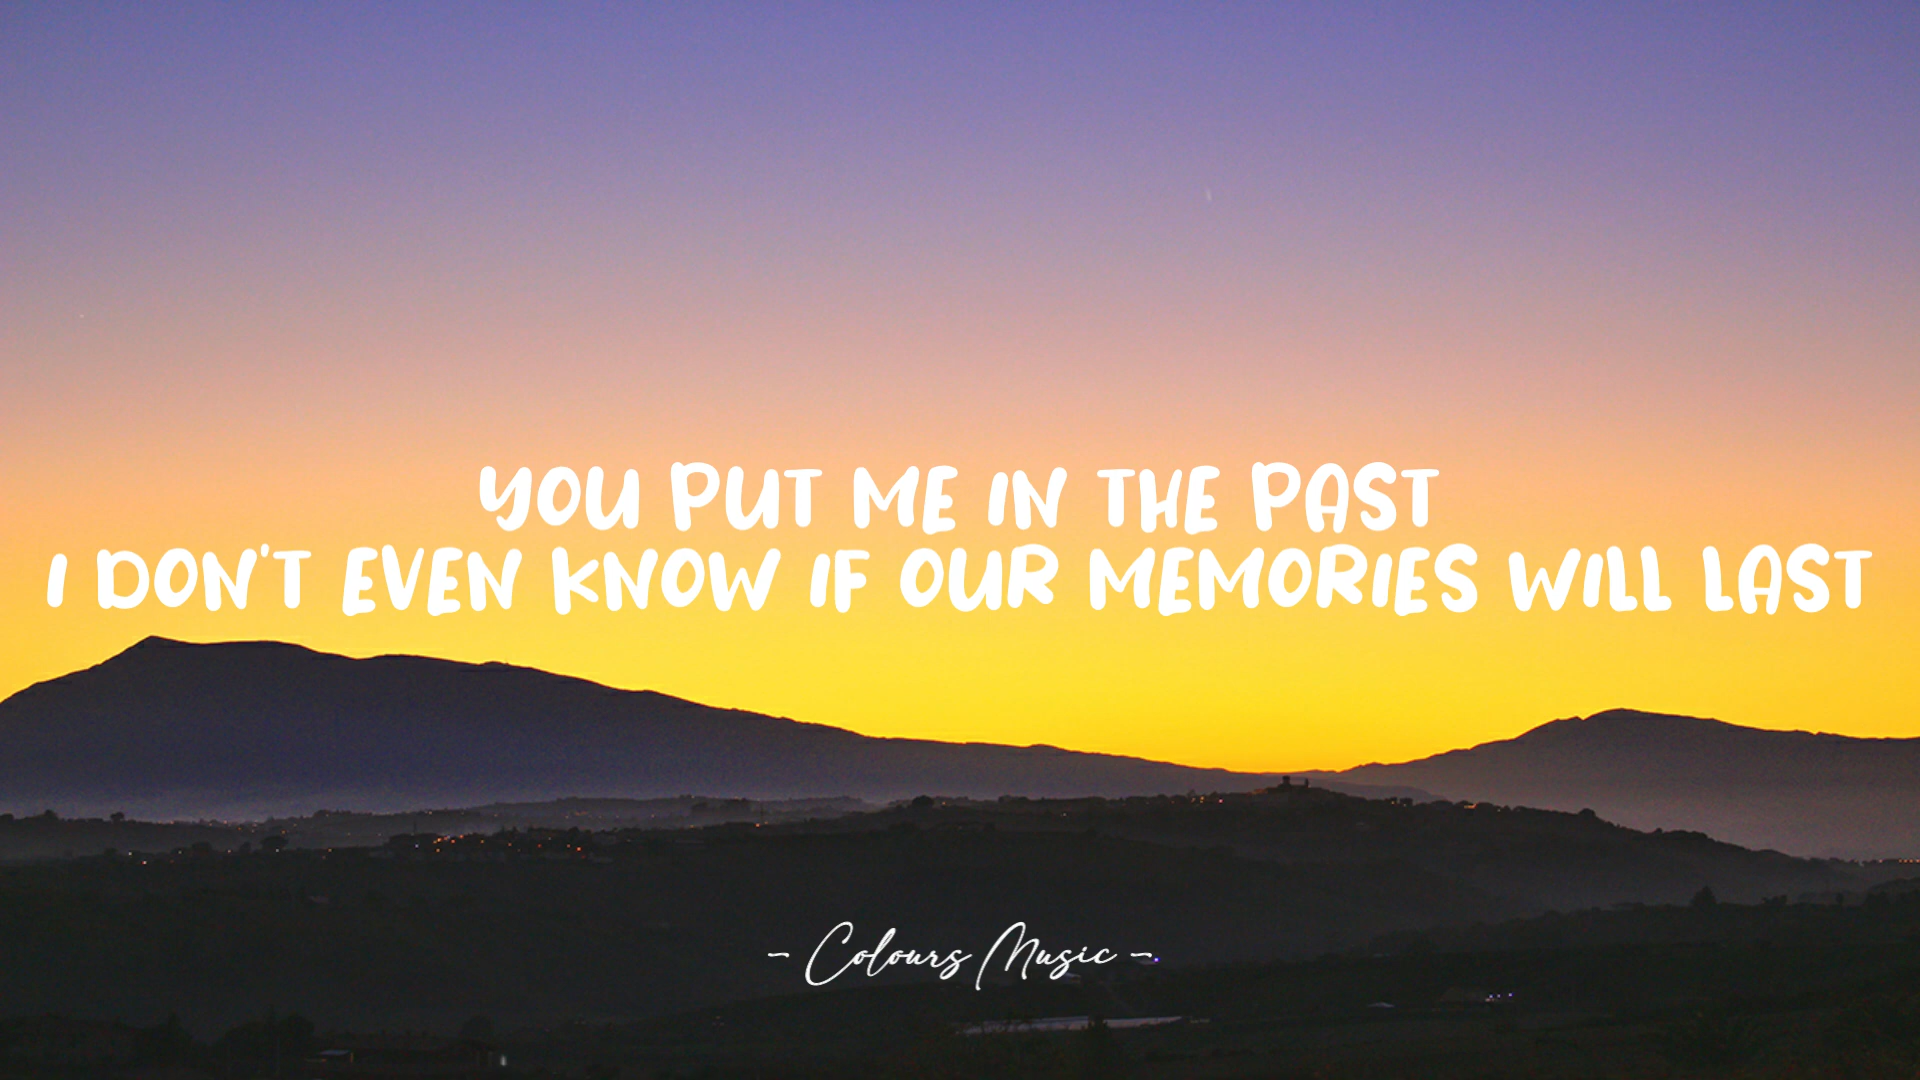 YOU PUT ME IN THE PAST
I DON'T EVEN KNOW IF OUR MEMORIES WILL LAST
- Colours Music -